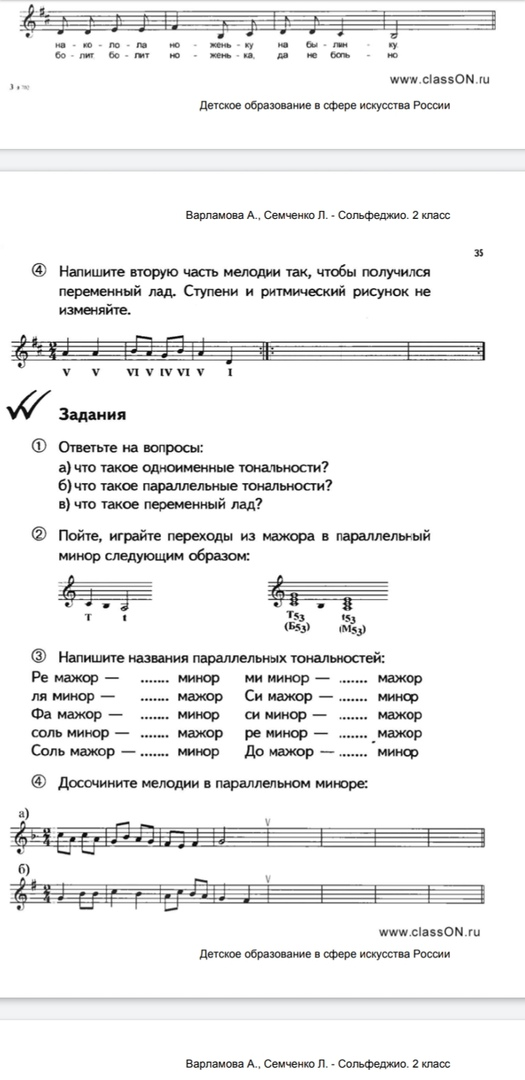 на - ко - ло - ла но - жень - ку на бы - лин - ку.
бо - лит, бо - лит но - жень - ка, да не боль - но
www.classON.ru
Детское образование в сфере искусства России
Варламова А., Семченко Л. - Сольфеджио. 2 класс
35
④ Напишите вторую часть мелодии так, чтобы получился
переменный лад. Ступени и ритмический рисунок не
изменяйте.
V V VI V IV VI V I
Задания
① Ответьте на вопросы:
а) что такое одноименные тональности?
б) что такое параллельные тональности?
в) что такое переменный лад?
② Пойте, играйте переходы из мажора в параллельный
минор следующим образом:
T t T53 t53
(Б53) (М53)
③ Напишите названия параллельных тональностей:
Ре мажор — ....... минор ми минор — ....... мажор
ля минор — ....... мажор Си мажор — ....... минор
Фа мажор — ....... минор си минор — ....... мажор
соль минор — ....... мажор ре минор — ....... мажор
Соль мажор — ....... минор До мажор — ....... минор
④ Досочините мелодии в параллельном миноре:
а)
б)
www.classON.ru
Детское образование в сфере искусства России
Варламова А., Семченко Л. - Сольфеджио. 2 класс